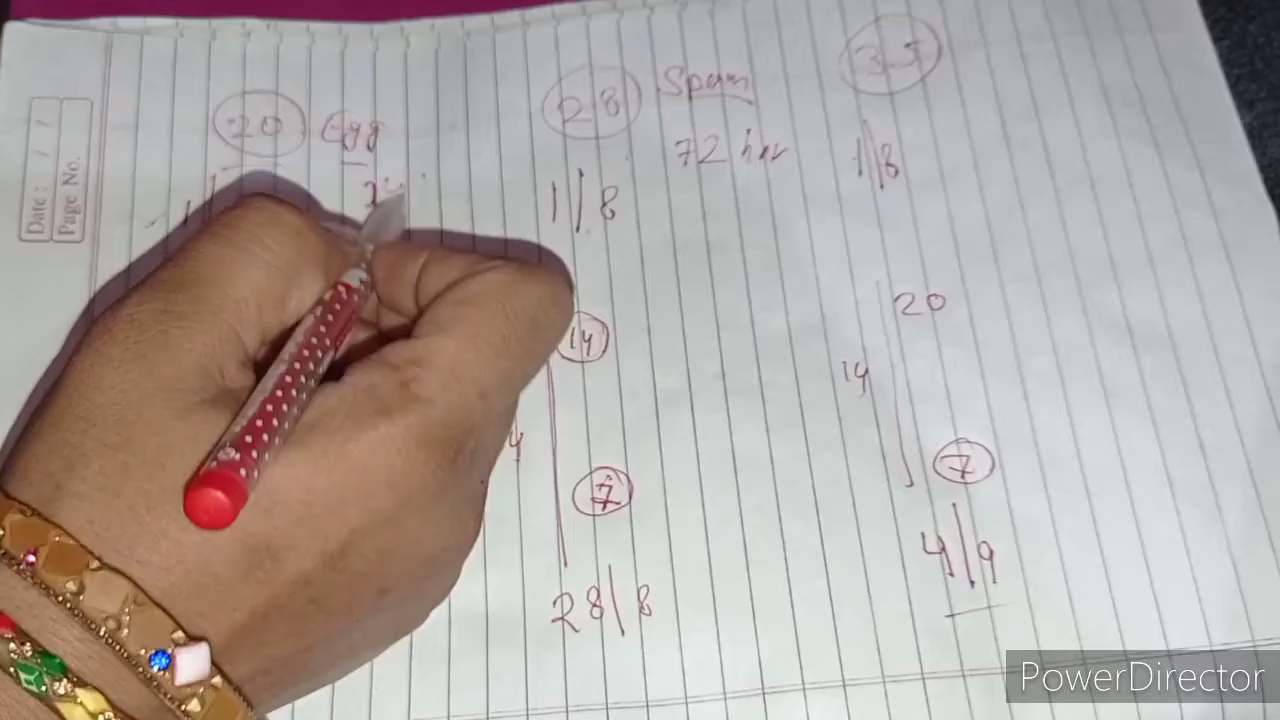 Date: / /
Page No.
20 Egg
28 Sperm
72 hr
35
1//8
1/8
14
20
14
7
7
4/9
28/8
PowerDirector